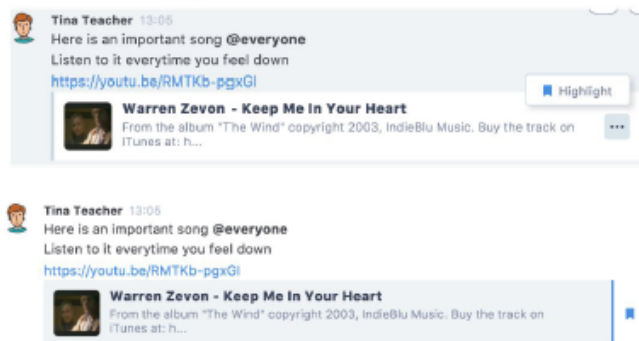 Tina Teacher 13:05
Here is an important song @everyone
Listen to it everytime you feel down
https://youtu.be/RMTKb-pgxGI
Highlight
Warren Zevon - Keep Me In Your Heart
From the album "The Wind" copyright 2003, IndieBlu Music. Buy the track on
iTunes at: h...
Tina Teacher 13:05
Here is an important song @everyone
Listen to it everytime you feel down
https://youtu.be/RMTKb-pgxGI
Warren Zevon - Keep Me In Your Heart
From the album "The Wind" copyright 2003, IndieBlu Music. Buy the track on
iTunes at: h...